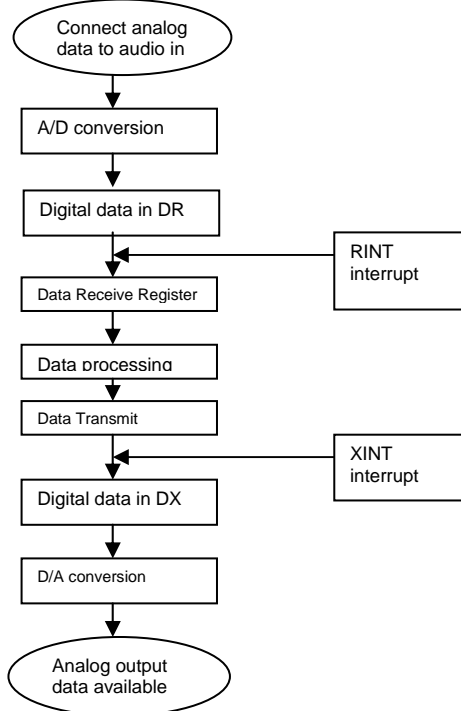 Connect analog
data to audio in
A/D conversion
Digital data in DR
RINT
interrupt
Data Receive Register
Data processing
Data Transmit
XINT
interrupt
Digital data in DX
D/A conversion
Analog output
data available